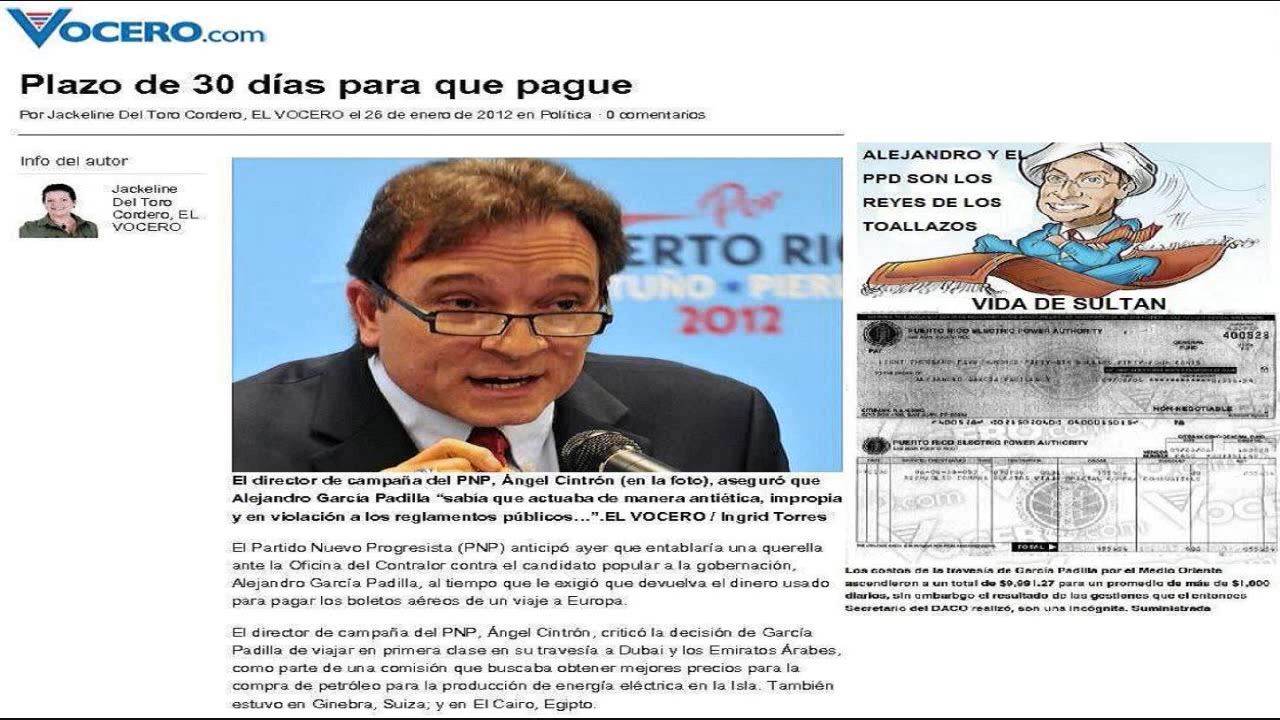 VOCERO.com
Plazo de 30 días para que pague
Por Jackeline Del Toro Cordero, EL VOCERO el 26 de enero de 2012 en Política · 0 comentarios
Info del autor
Jackeline
Del Toro
Cordero, EL
VOCERO
Por
ERTO RIC
TUÑO • PIERL
2012
El director de campaña del PNP, Ángel Cintrón (en la foto), aseguró que
Alejandro García Padilla “sabía que actuaba de manera antiética, impropia
y en violación a los reglamentos públicos...”.EL VOCERO / Ingrid Torres
El Partido Nuevo Progresista (PNP) anticipó ayer que entablaría una querella
ante la Oficina del Contralor contra el candidato popular a la gobernación,
Alejandro García Padilla, al tiempo que le exigió que devuelva el dinero usado
para pagar los boletos aéreos de un viaje a Europa.
El director de campaña del PNP, Ángel Cintrón, criticó la decisión de García
Padilla de viajar en primera clase en su travesía a Dubai y los Emiratos Árabes,
como parte de una comisión que buscaba obtener mejores precios para la
compra de petróleo para la producción de energía eléctrica en la Isla. También
estuvo en Ginebra, Suiza; y en El Cairo, Egipto.
ALEJANDRO Y EL
PPD SON LOS
REYES DE LOS
TOALLAZOS
VIDA DE SULTAN
PUERTO RICO ELECTRIC POWER AUTHORITY
GENERAL
FUND
400528
PAY
ALEJANDRO GARCIA PADILLA
NON-NEGOTIABLE
PUERTO RICO ELECTRIC POWER AUTHORITY
TOTAL
Los costos de la travesía de García Padilla por el Medio Oriente
ascendieron a un total de $9,991.27 para un promedio de más de $1,600
diarios, sin embargo el resultado de las gestiones que el entonces
Secretario del DACO realizó, son una incógnita. Suministrada